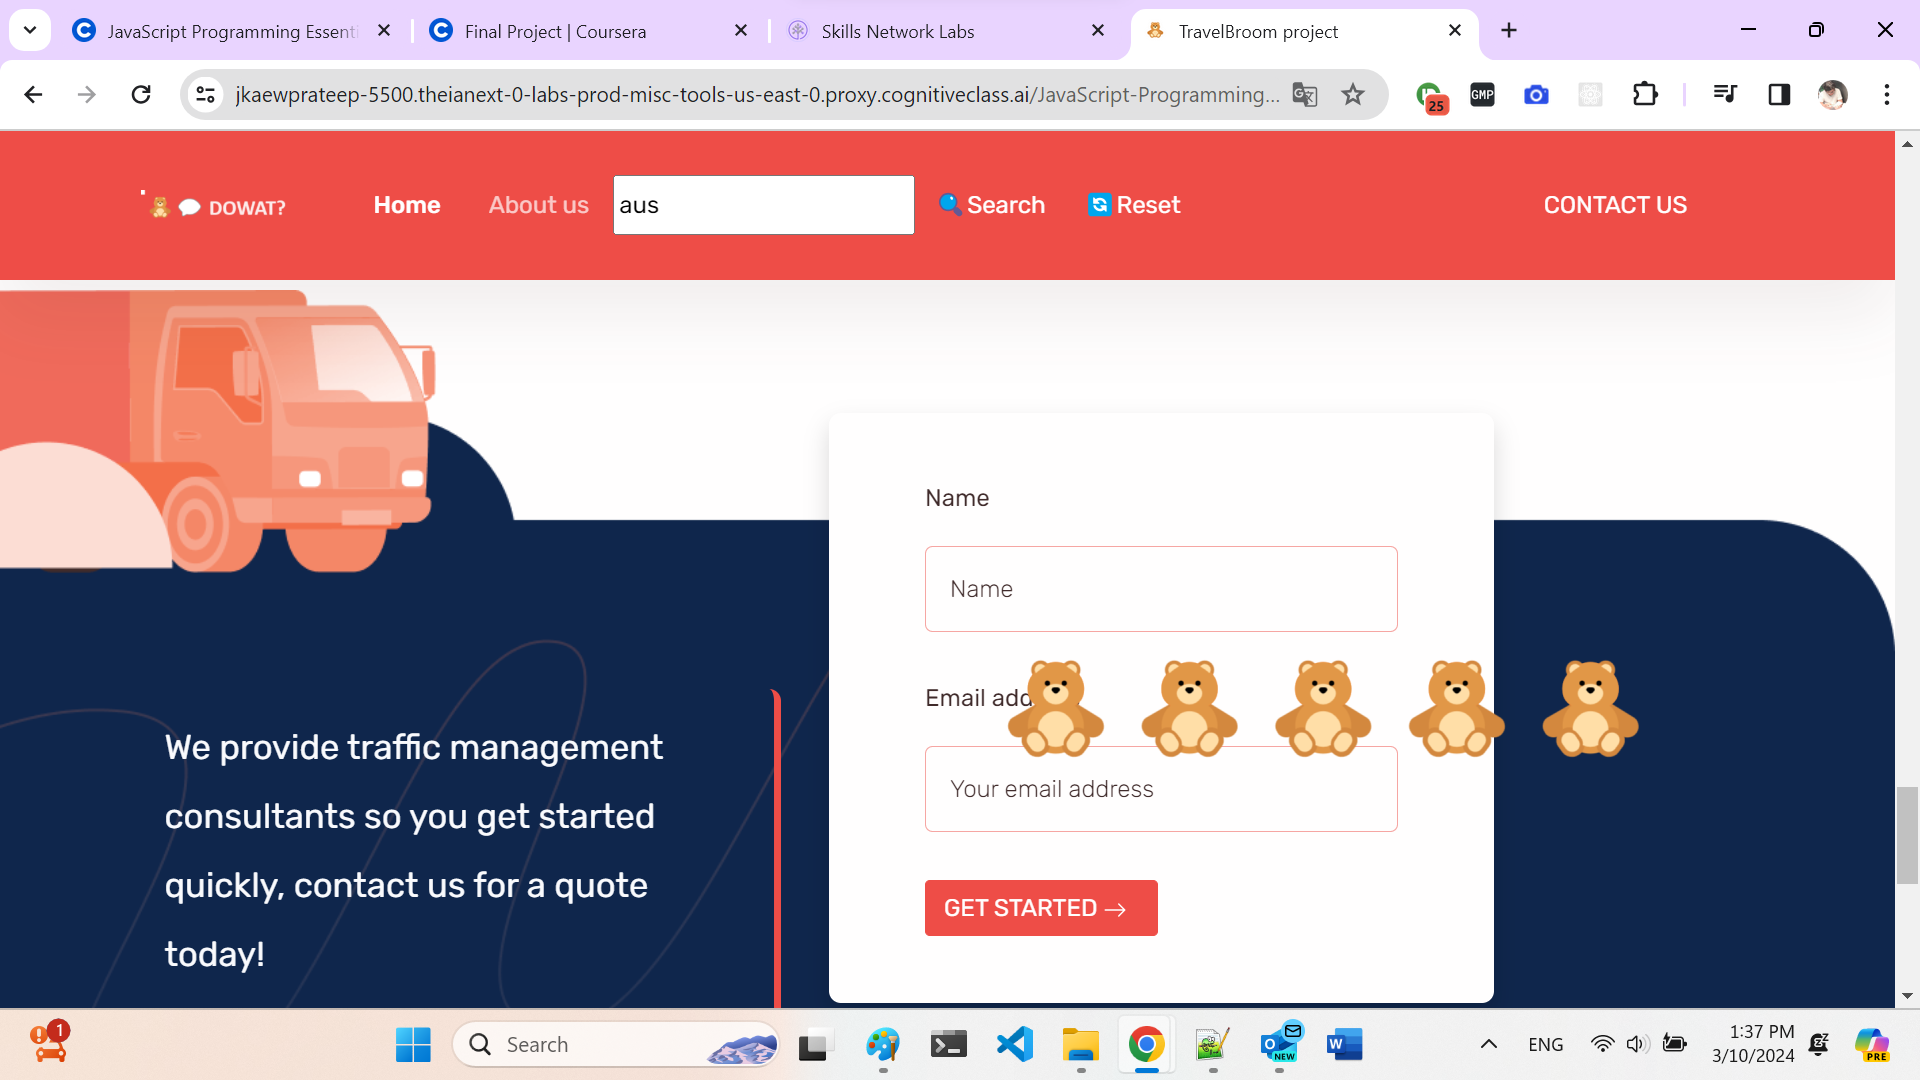 JavaScript Programming Essenti
Final Project | Coursera
Skills Network Labs
TravelBroom project
jkaewprateep-5500.theianext-0-labs-prod-misc-tools-us-east-0.proxy.cognitiveclass.ai/JavaScript-Programming...
25
GMP
DOWAT?
Home
About us
aus
Search
Reset
CONTACT US
Name
Name
Email add
Your email address
GET STARTED →
We provide traffic management
consultants so you get started
quickly, contact us for a quote
today!
1
Search
NEW
W
ENG
1:37 PM
3/10/2024
PRE